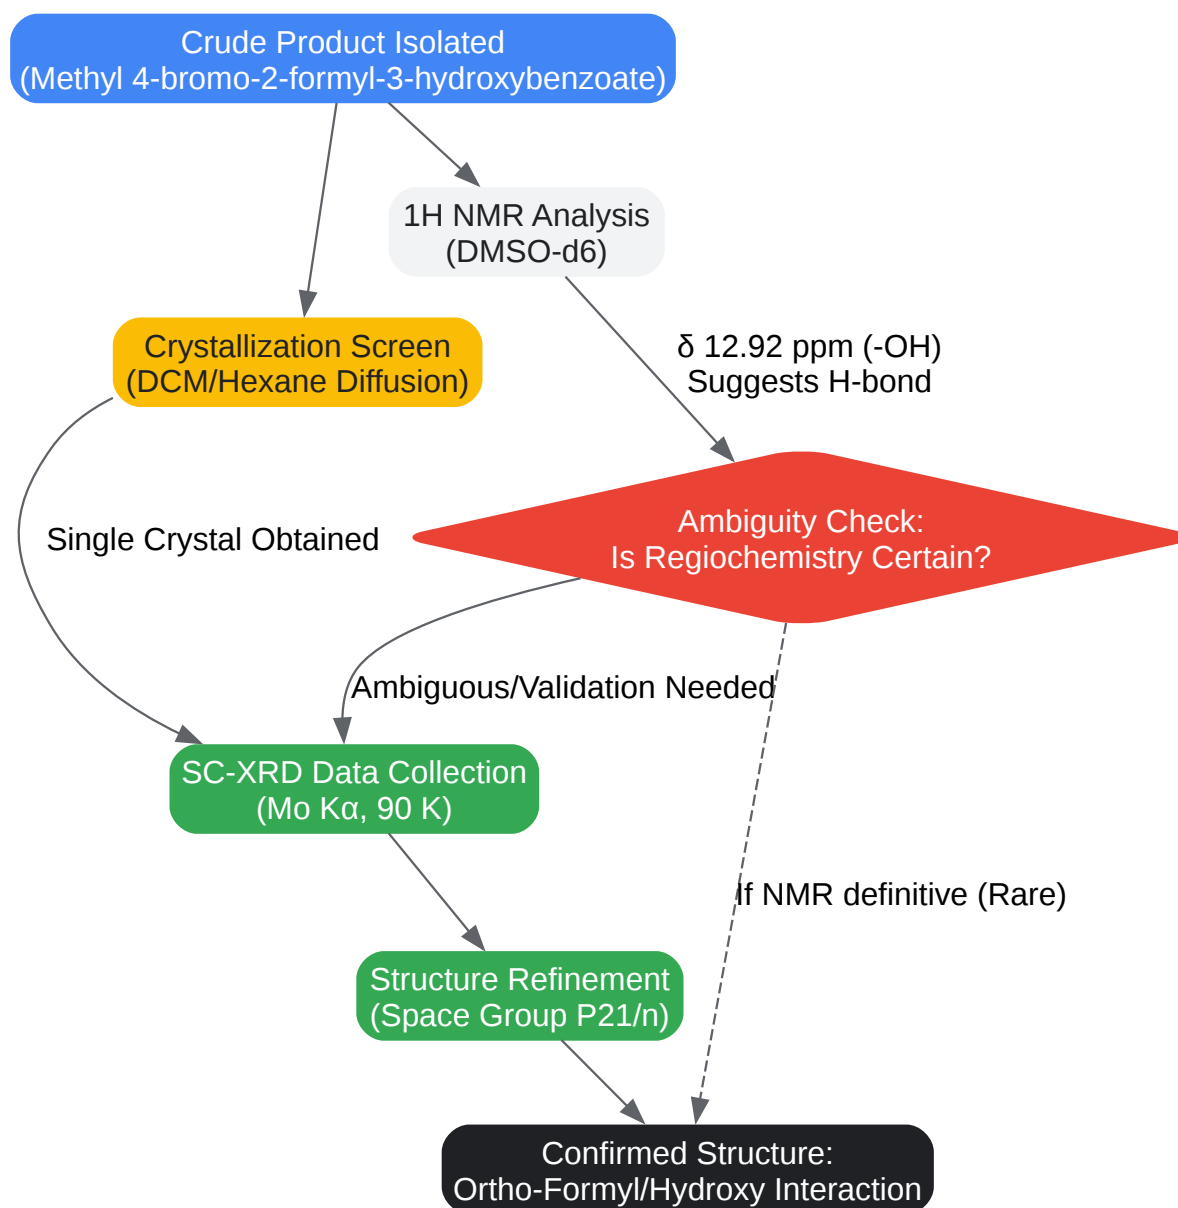 Crude Product Isolated
(Methyl 4-bromo-2-formyl-3-hydroxybenzoate)
1H NMR Analysis
(DMSO-d6)
Crystallization Screen
(DCM/Hexane Diffusion)
δ 12.92 ppm (-OH)
Suggests H-bond
Ambiguity Check:
Is Regiochemistry Certain?
Single Crystal Obtained
Ambiguous/Validation Needed
SC-XRD Data Collection
(Mo Kα, 90 K)
If NMR definitive (Rare)
Structure Refinement
(Space Group P21/n)
Confirmed Structure:
Ortho-Formyl/Hydroxy Interaction